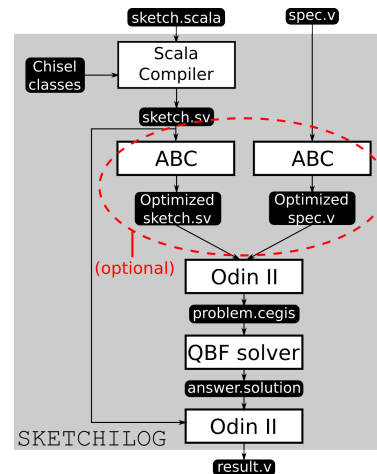 sketch.scala
spec.v
Chisel
classes
Scala
Compiler
sketch.sv
ABC
ABC
Optimized
sketch.sv
Optimized
spec.v
(optional)
Odin II
problem.cegis
QBF solver
answer.solution
Odin II
SKETCHILOG
result.v